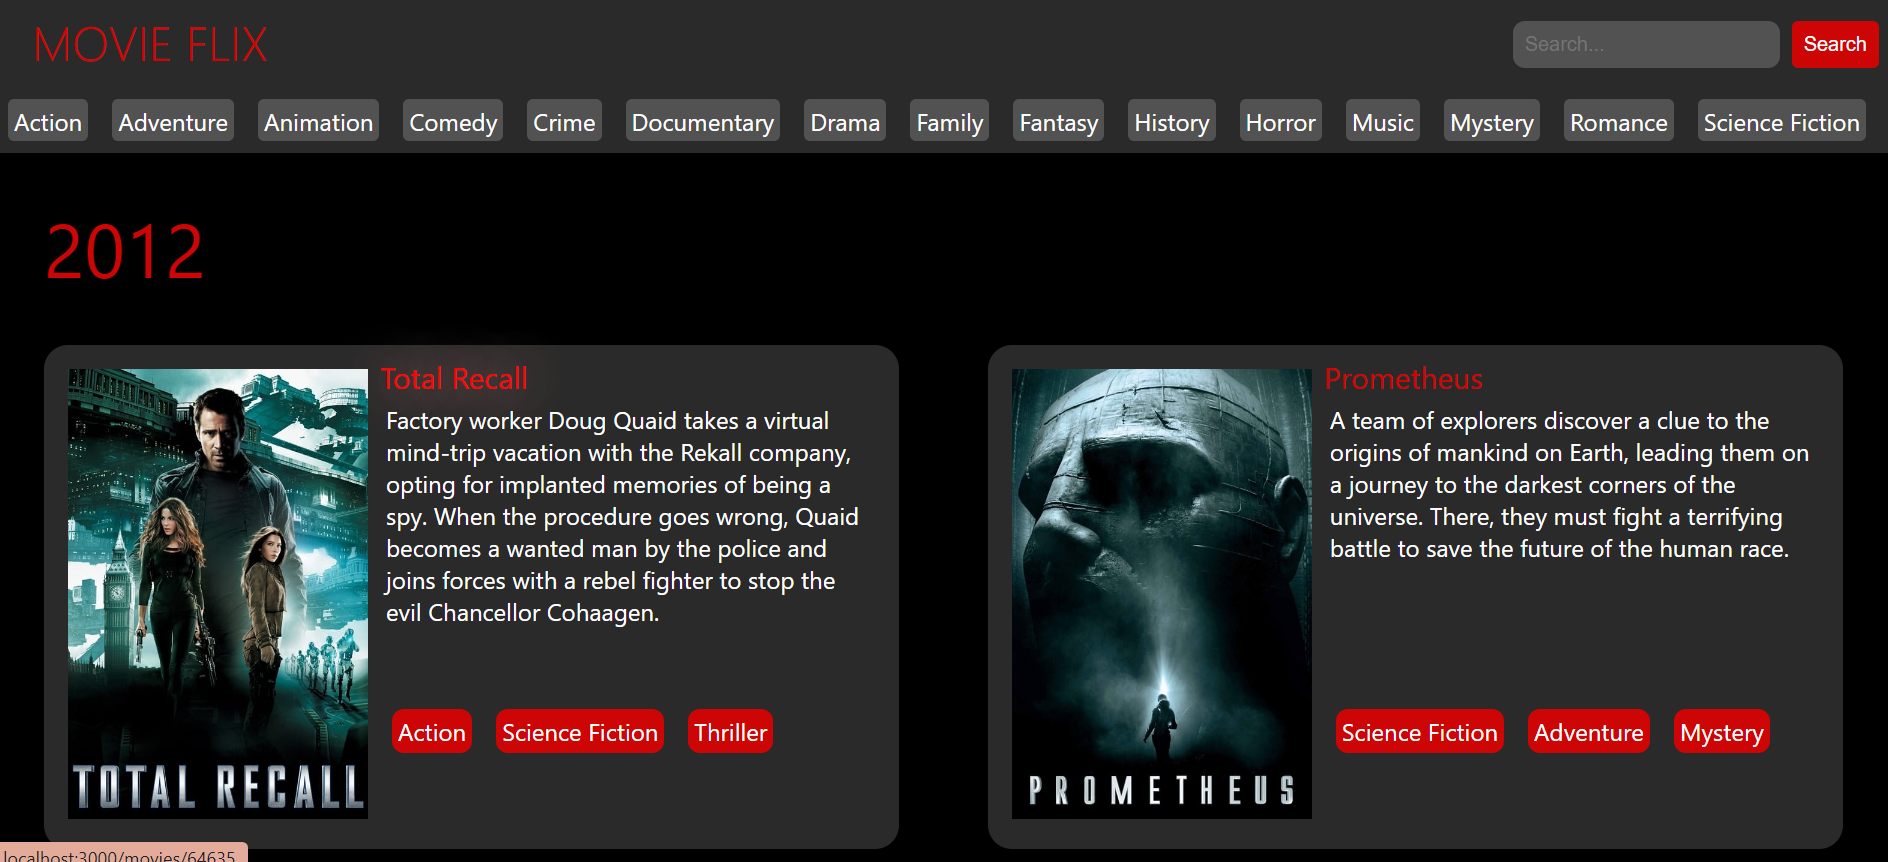 MOVIE FLIX
Search...
Search
Action
Adventure
Animation
Comedy
Crime
Documentary
Drama
Family
Fantasy
History
Horror
Music
Mystery
Romance
Science Fiction
2012
Total Recall
Factory worker Doug Quaid takes a virtual
mind-trip vacation with the Rekall company,
opting for implanted memories of being a
spy. When the procedure goes wrong, Quaid
becomes a wanted man by the police and
joins forces with a rebel fighter to stop the
evil Chancellor Cohaagen.
Action
Science Fiction
Thriller
TOTAL RECALL
Prometheus
A team of explorers discover a clue to the
origins of mankind on Earth, leading them on
a journey to the darkest corners of the
universe. There, they must fight a terrifying
battle to save the future of the human race.
Science Fiction
Adventure
Mystery
PROMETHEUS
localhost:3000/movies/64635